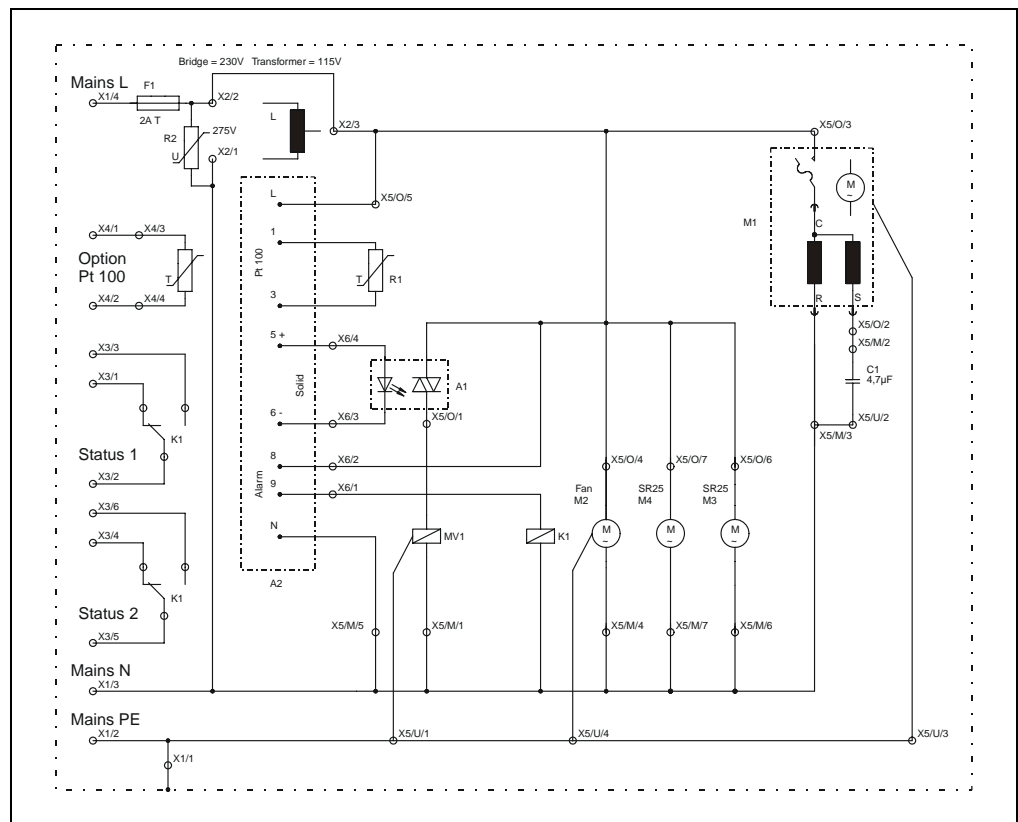 Bridge = 230V Transformer = 115V
Mains L
F1
X1/4
2A T
X2/2
L
X2/3
X5/O/3
R2
275V
U
X2/1
L
X5/O/5
M
~
M1
C
R
S
X4/1
X4/3
Option
Pt 100
T
X4/2
X4/4
1
Pt 100
T
R1
3
X5/O/2
X5/M/2
C1
4,7µF
X5/U/2
X5/M/3
X3/3
X3/1
K1
Status 1
X3/2
5 +
X6/4
Solid
A1
6 -
X6/3
X5/O/1
8
X6/2
Alarm
9
X6/1
N
A2
X5/O/4
X5/O/7
X5/O/6
Fan
M2
SR25
M4
SR25
M3
MV1
K1
M
~
M
~
M
~
X3/6
X3/4
K1
Status 2
X3/5
X5/M/5
X5/M/1
X5/M/4
X5/M/7
X5/M/6
Mains N
X1/3
Mains PE
X1/2
X5/U/1
X5/U/4
X5/U/3
X1/1